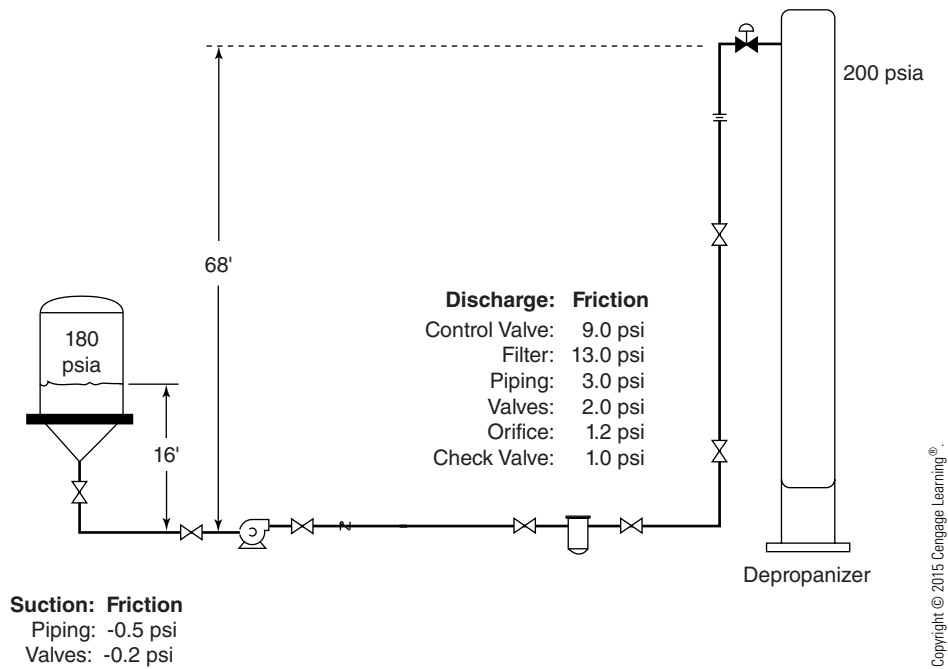 200 psia
68'
180
psia
16'
Discharge: Friction
Control Valve: 9.0 psi
Filter: 13.0 psi
Piping: 3.0 psi
Valves: 2.0 psi
Orifice: 1.2 psi
Check Valve: 1.0 psi
Depropanizer
Suction: Friction
Piping: -0.5 psi
Valves: -0.2 psi
Copyright © 2015 Cengage Learning®.